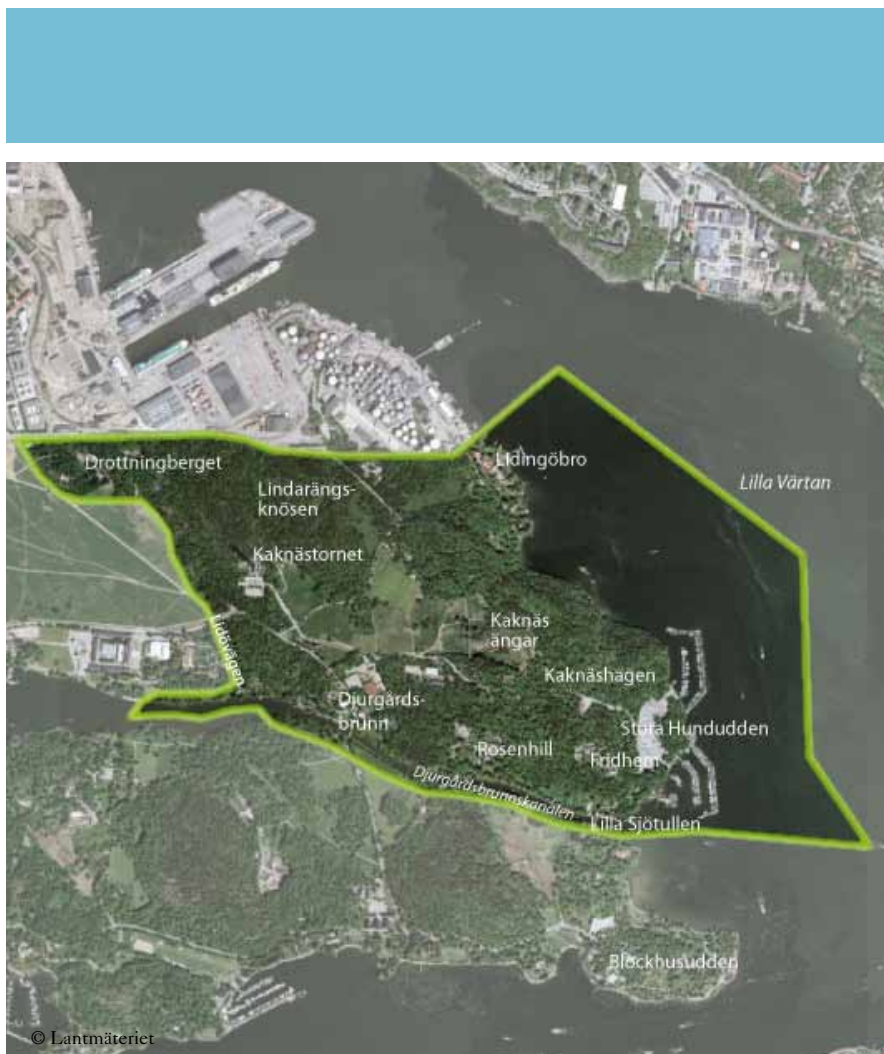 Drottningberget
Lidingöbro
Lindarängs-
knösen
Lilla Värtan
Kaknästornet
Kaknäs
ängar
Lidovägen
Kaknäshagen
Djurgårds-
brunn
Stora Hundudden
Rosenhill
Fridhem
Djurgårdsbrunnskanalen
Lilla Sjötullen
Blockhusudden
© Lantmäteriet